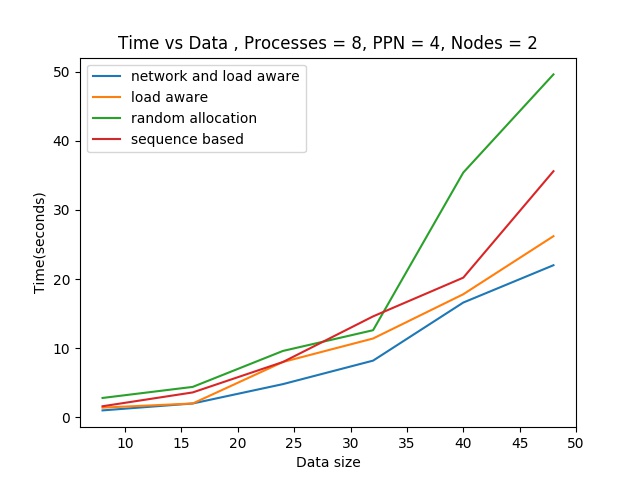 Time vs Data , Processes = 8, PPN = 4, Nodes = 2
network and load aware
load aware
random allocation
sequence based
50
40
30
20
10
0
Time(seconds)
10 15 20 25 30 35 40 45 50
Data size